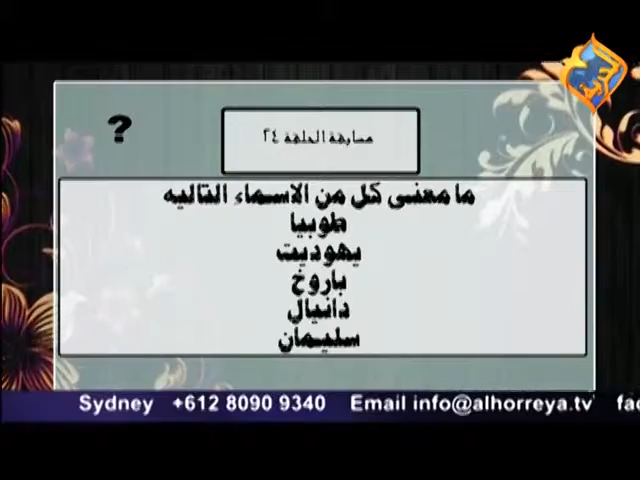 مسابقة الحلقة ٢٤
?
ما معنى كل من الاسماء التاليه
طوبيا
يهوديت
باروخ
دانيال
سليمان
Sydney +612 8090 9340 Email info@alhorreya.tv fac